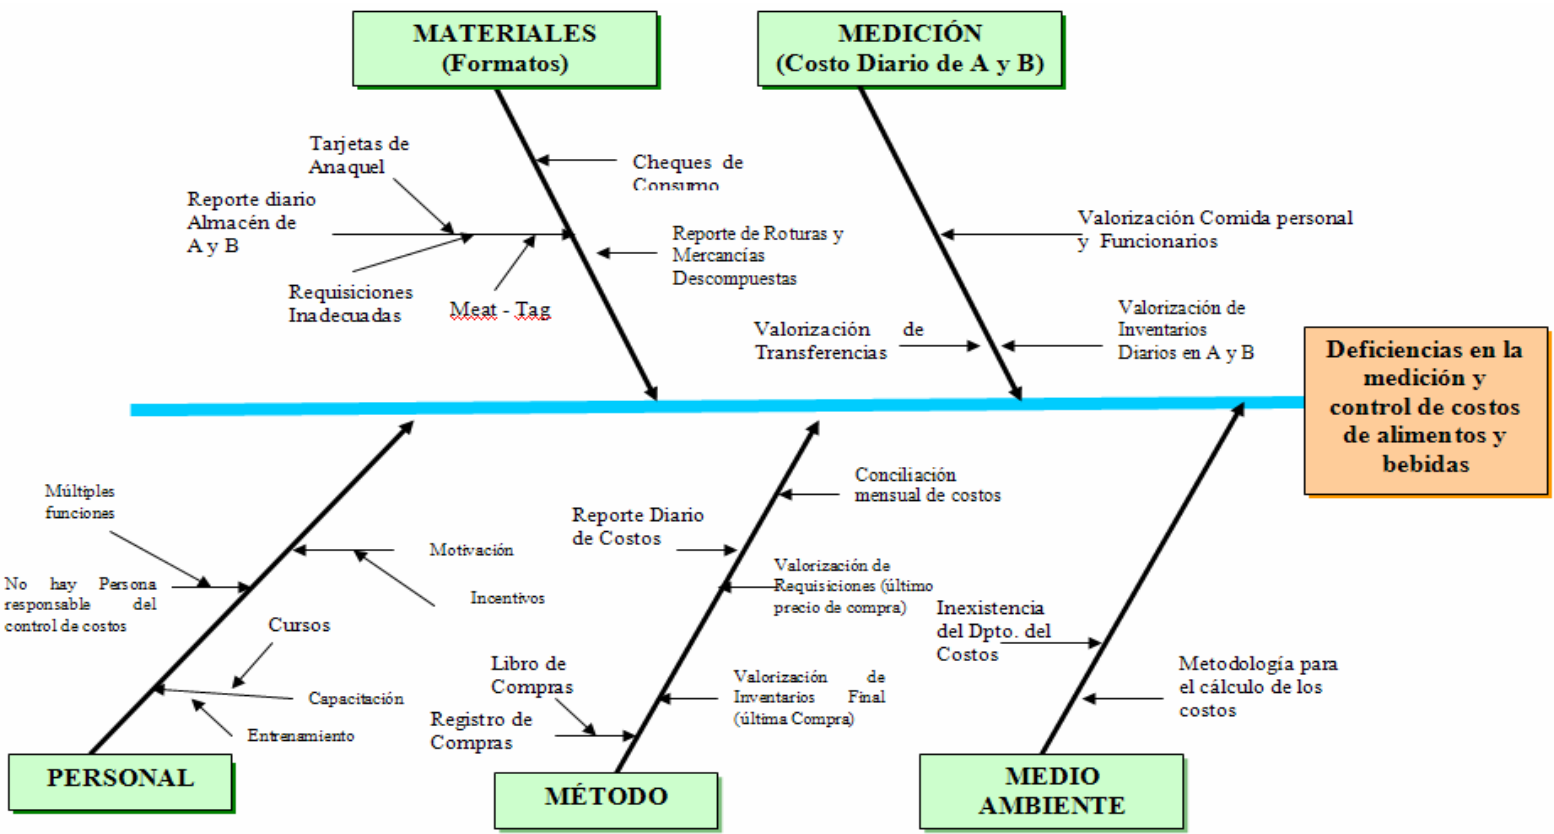 MATERIALES
(Formatos)
MEDICIÓN
(Costo Diario de A y B)
Tarjetas de
Anaquel
Cheques de
Consumo
Reporte diario
Almacén de
A y B
Reporte de Roturas y
Mercancías
Descompuestas
Requisiciones
Inadecuadas
Meat - Tag
Valorización Comida personal
y Funcionarios
Valorización de
Transferencias
Valorización de
Inventarios
Diarios en A y B
Deficiencias en la
medición y
control de costos
de alimentos y
bebidas
Múltiples
funciones
No hay Persona
responsable del
control de costos
Motivación
Incentivos
Cursos
Capacitación
Entrenamiento
PERSONAL
Conciliación
mensual de costos
Reporte Diario
de Costos
Valorización de
Requisiciones (último
precio de compra)
Libro de
Compras
Registro de
Compras
Valorización de
Inventarios Final
(última Compra)
MÉTODO
Inexistencia
del Dpto. del
Costos
Metodología para
el cálculo de los
costos
MEDIO
AMBIENTE